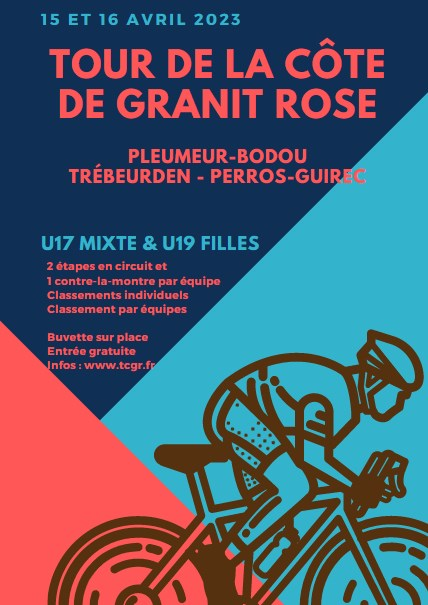 15 ET 16 AVRIL 2023
TOUR DE LA CÔTE
DE GRANIT ROSE
PLEUMEUR-BODOU
TRÉBEURDEN - PERROS-GUIREC
U17 MIXTE & U19 FILLES
2 étapes en circuit et
1 contre-la-montre par équipe
Classements individuels
Classement par équipes
Buvette sur place
Entrée gratuite
Infos : www.tcgr.fr